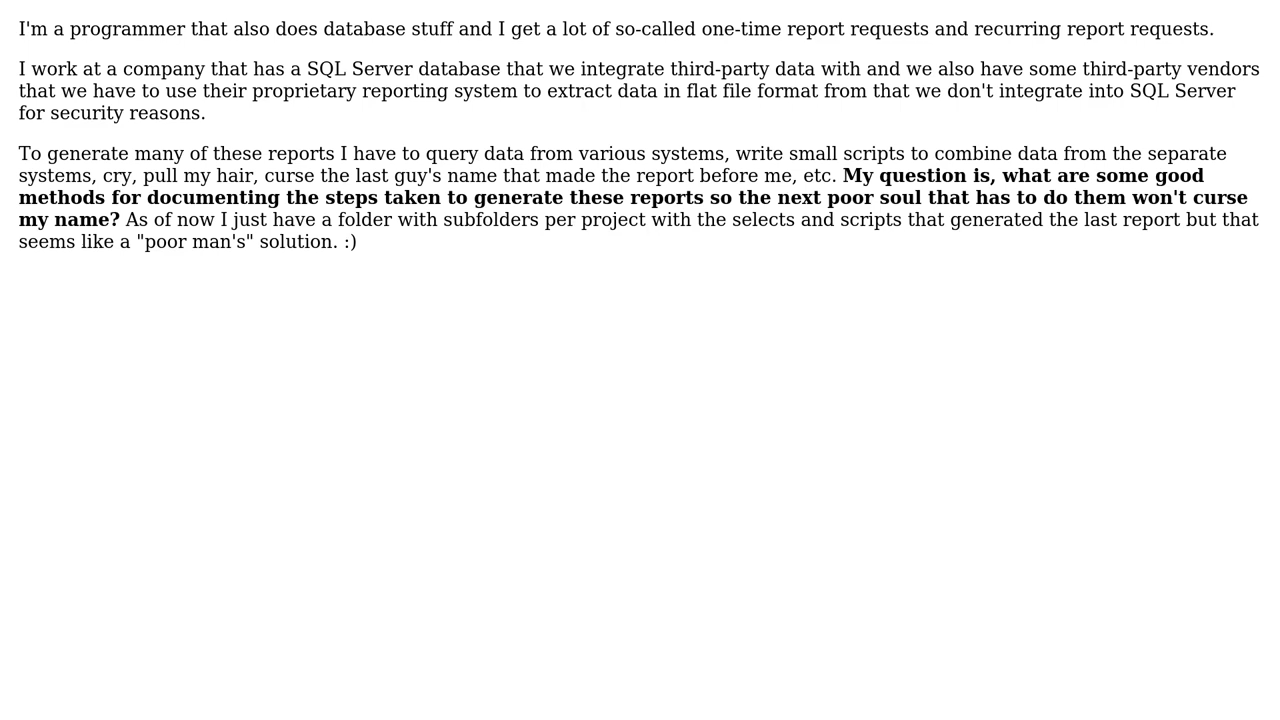 I'm a programmer that also does database stuff and I get a lot of so-called one-time report requests and recurring report requests.
I work at a company that has a SQL Server database that we integrate third-party data with and we also have some third-party vendors
that we have to use their proprietary reporting system to extract data in flat file format from that we don't integrate into SQL Server
for security reasons.
To generate many of these reports I have to query data from various systems, write small scripts to combine data from the separate
systems, cry, pull my hair, curse the last guy's name that made the report before me, etc. My question is, what are some good
methods for documenting the steps taken to generate these reports so the next poor soul that has to do them won't curse
my name? As of now I just have a folder with subfolders per project with the selects and scripts that generated the last report but that
seems like a "poor man's" solution. :)